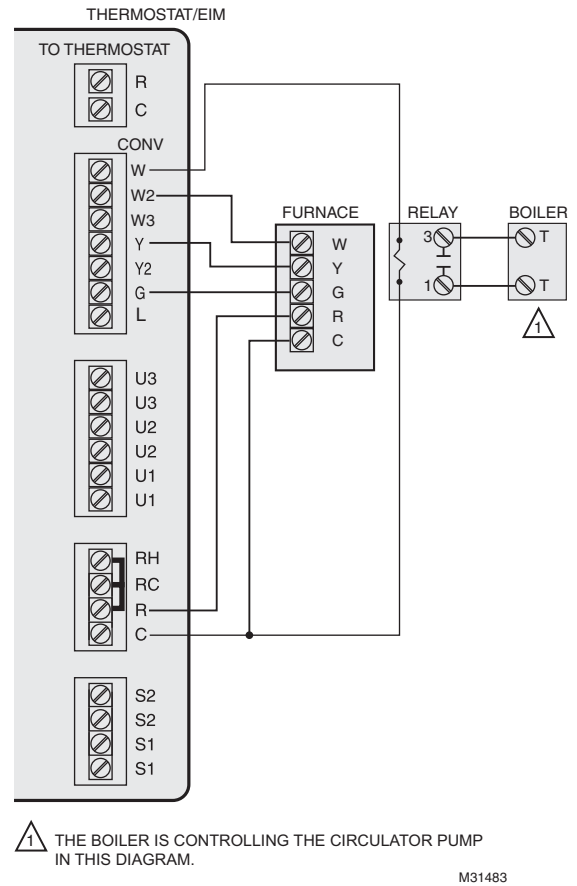 THERMOSTAT/EIM
TO THERMOSTAT
R
C
CONV
W
W2
W3
Y
Y2
G
L
FURNACE
W
Y
G
R
C
RELAY
3
1
BOILER
T
T
1
U3
U3
U2
U2
U1
U1
RH
RC
R
C
S2
S2
S1
S1
1 THE BOILER IS CONTROLLING THE CIRCULATOR PUMP
IN THIS DIAGRAM.
M31483